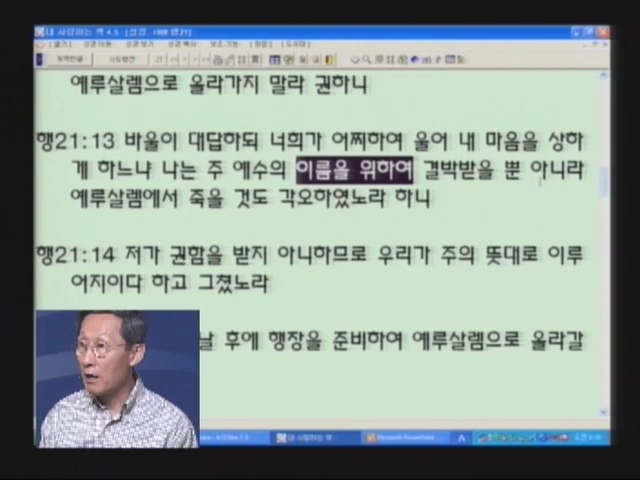 예루살렘으로 올라가지 말라 권하니
행21:13 바울이 대답하되 너희가 어찌하여 울어 내 마음을 상하
게 하느냐 나는 주 예수의 이름을 위하여 결박받을 뿐 아니라
예루살렘에서 죽을 것도 각오하였노라 하니
행21:14 저가 권함을 받지 아니하므로 우리가 주의 뜻대로 이루
어지이다 하고 그쳤노라
날 후에 행장을 준비하여 예루살렘으로 올라갈
Microsoft PowerPoint